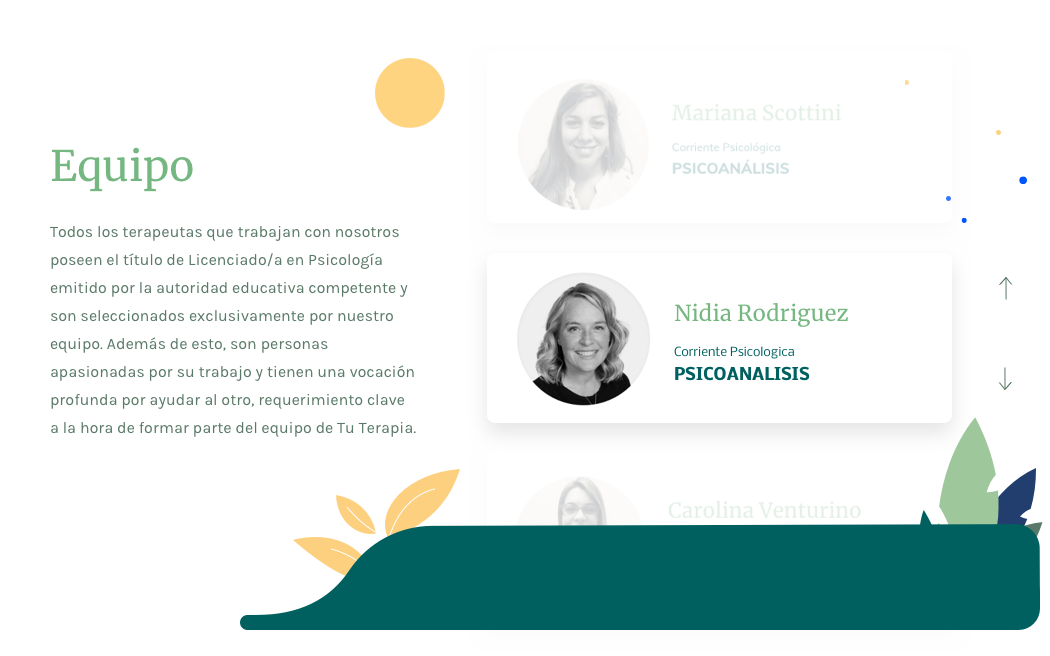 Equipo
Todos los terapeutas que trabajan con nosotros
poseen el título de Licenciado/a en Psicología
emitido por la autoridad educativa competente y
son seleccionados exclusivamente por nuestro
equipo. Además de esto, son personas
apasionadas por su trabajo y tienen una vocación
profunda por ayudar al otro, requerimiento clave
a la hora de formar parte del equipo de Tu Terapia.
Mariana Scottini
Corriente Psicológica
PSICOANÁLISIS
Nidia Rodriguez
Corriente Psicologica
PSICOANALISIS
Carolina Venturino